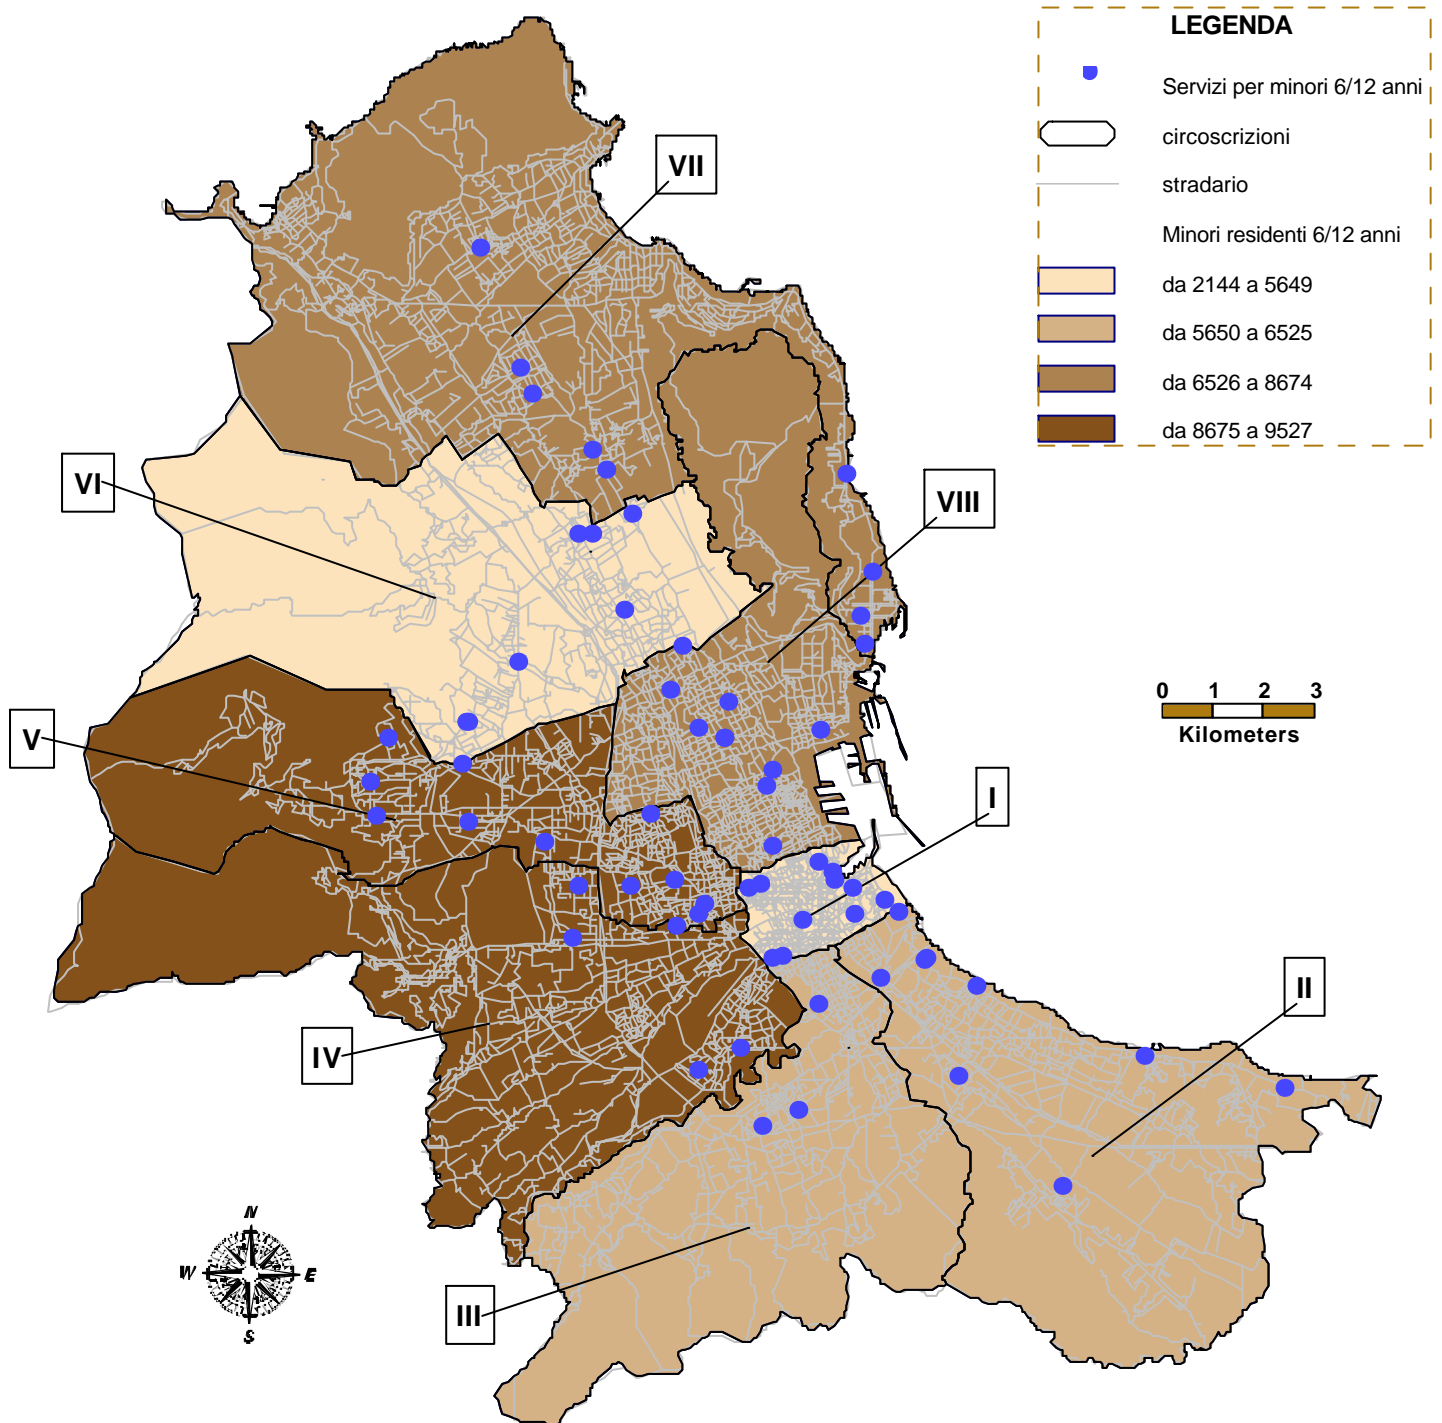 LEGENDA
Servizi per minori 6/12 anni
circoscrizioni
stradario
Minori residenti 6/12 anni
da 2144 a 5649
da 5650 a 6525
da 6526 a 8674
da 8675 a 9527
VII
VI
VIII
V
0 1 2 3
Kilometers
I
II
IV
III
N
W E
S